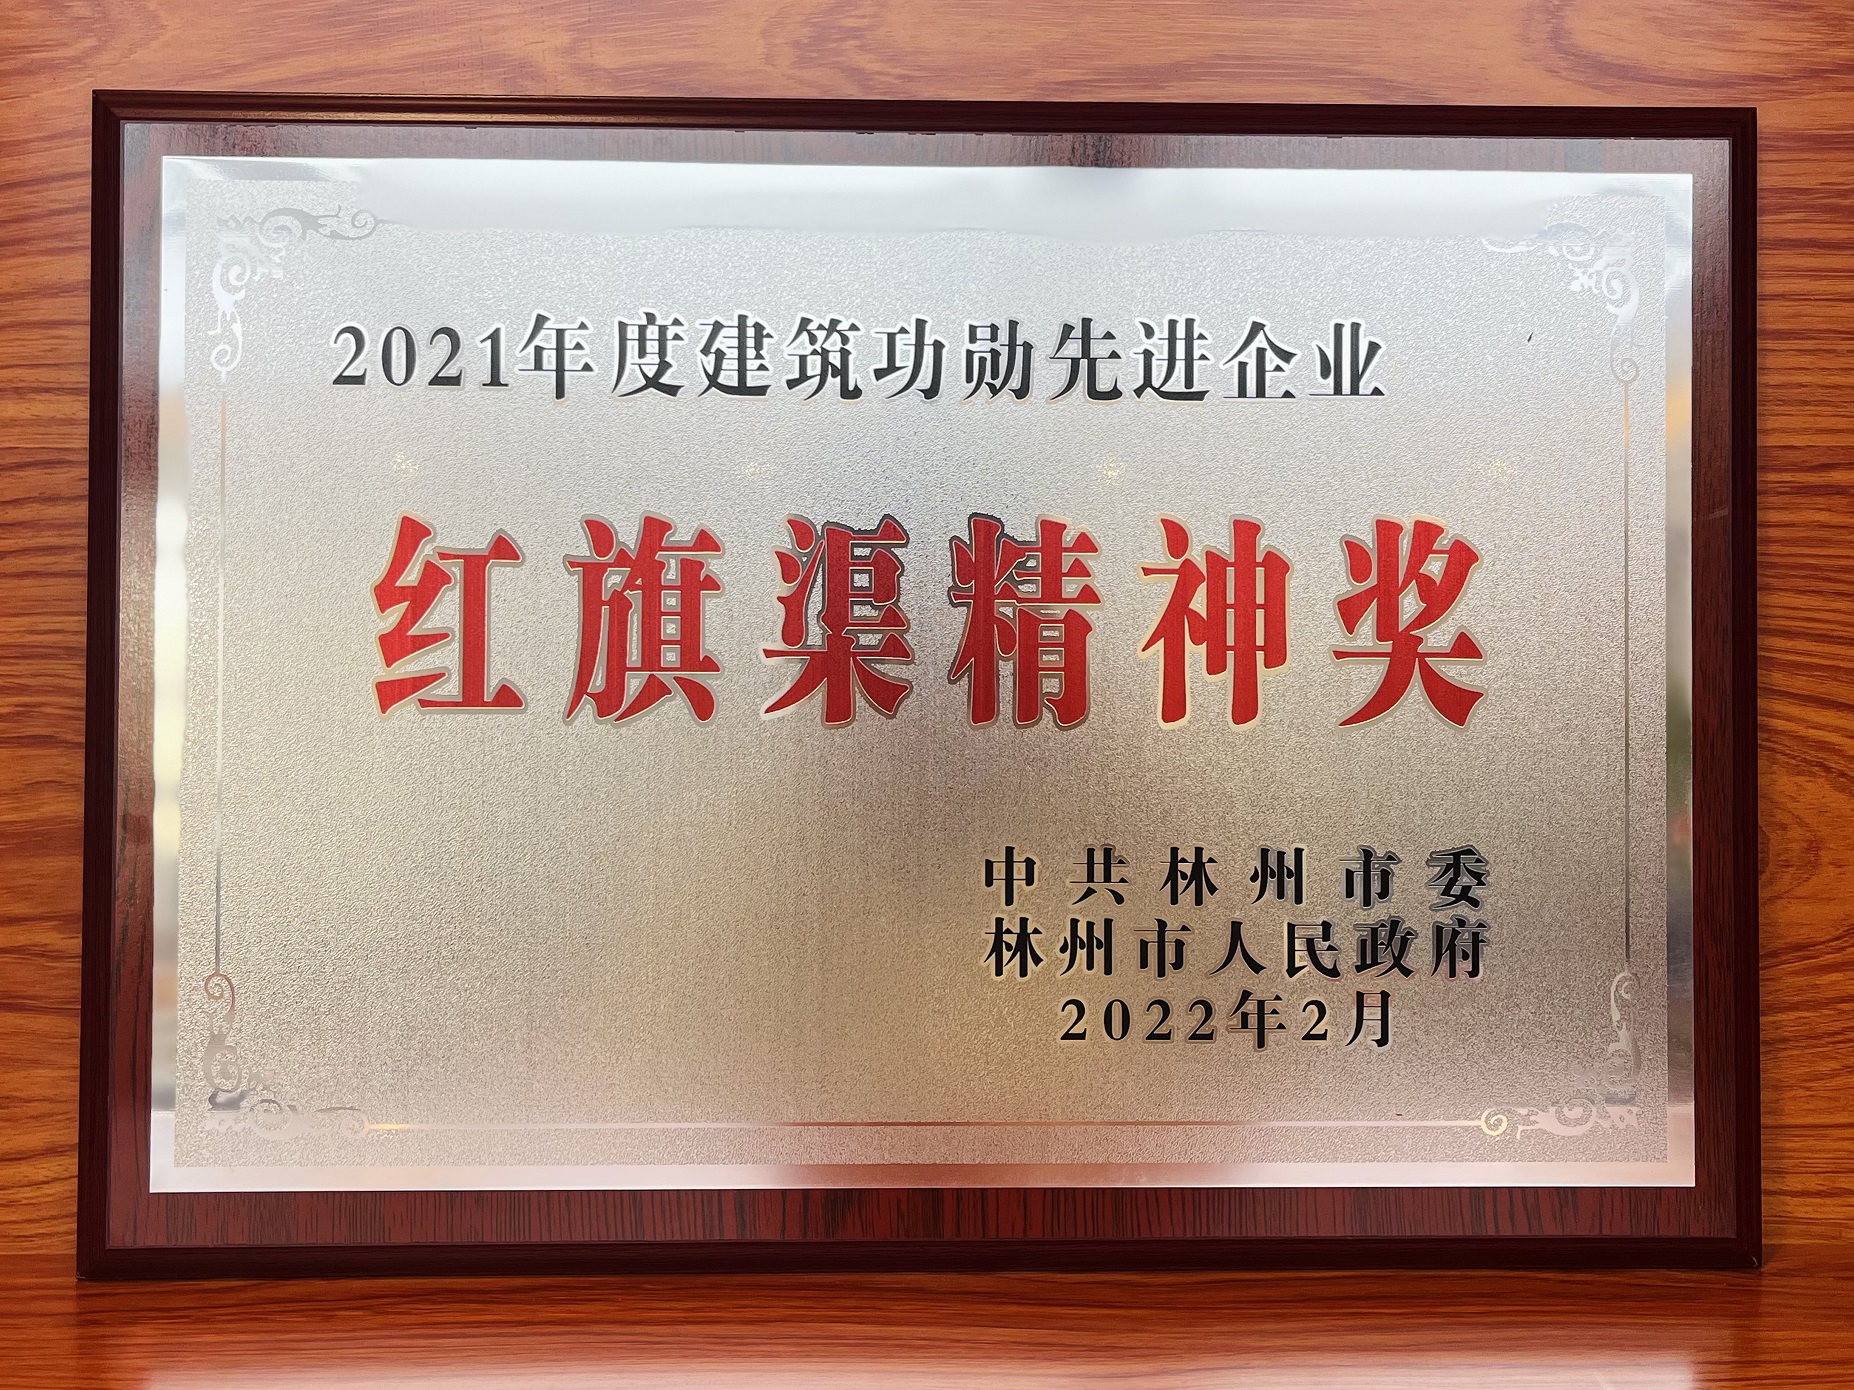 2021年度建筑功勋先进企业
红旗渠精神奖
中共林州市委
林州市人民政府
2022年2月